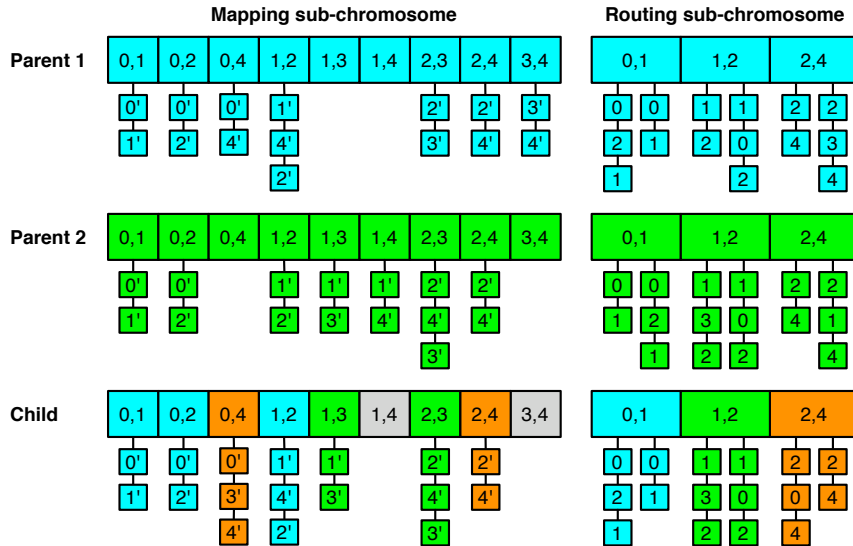 Mapping sub-chromosome Routing sub-chromosome
Parent 1 0,1 0,2 0,4 1,2 1,3 1,4 2,3 2,4 3,4 0,1 1,2 2,4
0' 0' 0' 1' 2' 2' 3' 0 0 1 1 2 2
1' 2' 4' 4' 3' 4' 4' 2 1 2 0 4 3
2' 1 2 4
Parent 2 0,1 0,2 0,4 1,2 1,3 1,4 2,3 2,4 3,4 0,1 1,2 2,4
0' 0' 1' 1' 1' 2' 2' 0 0 1 1 2 2
1' 2' 2' 3' 4' 4' 4' 1 2 3 0 4 1
3' 1 2 2 4
Child 0,1 0,2 0,4 1,2 1,3 1,4 2,3 2,4 3,4 0,1 1,2 2,4
0' 0' 0' 1' 1' 2' 2' 0 0 1 1 2 2
1' 2' 3' 4' 3' 4' 4' 2 1 3 0 0 4
4' 2' 3' 1 2 2 4